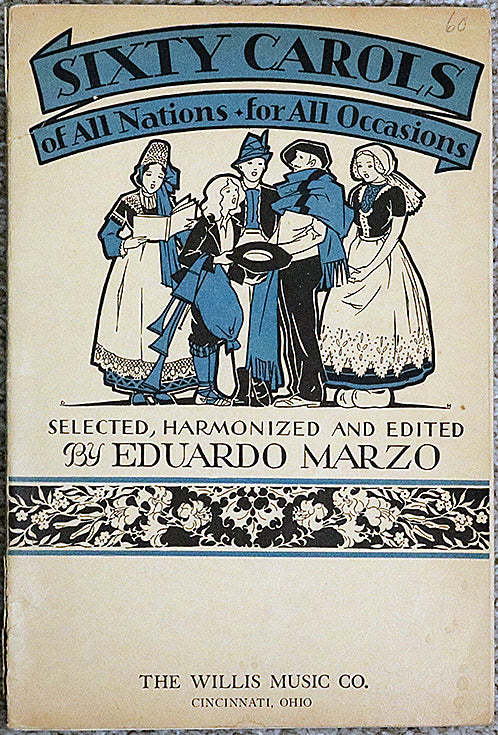 60
SIXTY CAROLS
of All Nations · for All Occasions
SELECTED, HARMONIZED AND EDITED
BY EDUARDO MARZO
THE WILLIS MUSIC CO.
CINCINNATI, OHIO